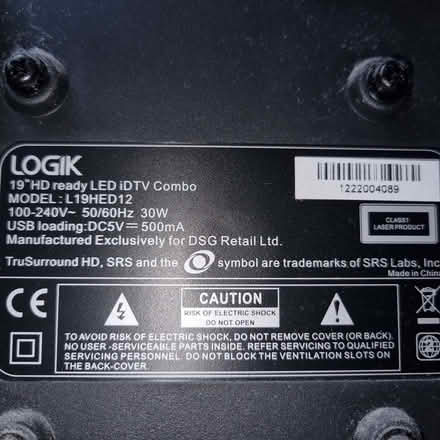 LOGIK
19"HD ready LED iDTV Combo
MODEL: L19HED12
100-240V~ 50/60Hz 30W
USB loading:DC5V⎓500mA
Manufactured Exclusively for DSG Retail Ltd.
1222004089
CLASS1
LASER PRODUCT
TruSurround HD, SRS and the symbol are trademarks of SRS Labs, Inc
Made in China
CE
CAUTION
RISK OF ELECTRIC SHOCK
DO NOT OPEN
TO AVOID RISK OF ELECTRIC SHOCK, DO NOT REMOVE COVER (OR BACK).
NO USER-SERVICEABLE PARTS INSIDE. REFER SERVICING TO QUALIFIED
SERVICING PERSONNEL. DO NOT BLOCK THE VENTILATION SLOTS ON
THE BACK-COVER.